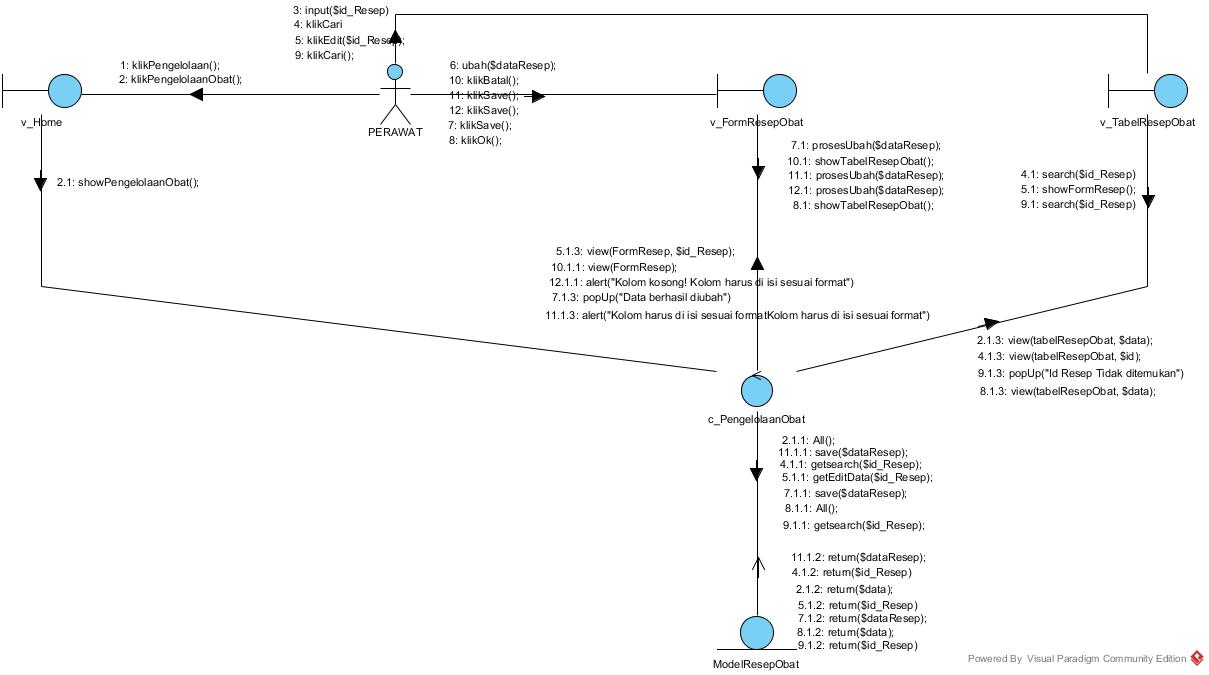 3: input($id_Resep)
4: klikCari
5: klikEdit($id_Resep);
9: klikCari();
1: klikPengelolaan();
2: klikPengelolaanObat();
6: ubah($dataResep);
10: klikBatal();
11: klikSave();
12: klikSave();
7: klikSave();
8: klikOk();
v_Home
PERAWAT
v_FormResepObat
v_TabelResepObat
7.1: prosesUbah($dataResep);
10.1: showTabelResepObat();
11.1: prosesUbah($dataResep);
12.1: prosesUbah($dataResep);
8.1: showTabelResepObat();
4.1: search($id_Resep)
5.1: showFormResep();
9.1: search($id_Resep)
2.1: showPengelolaanObat();
5.1.3: view(FormResep, $id_Resep);
10.1.1: view(FormResep);
12.1.1: alert("Kolom kosong! Kolom harus di isi sesuai format")
7.1.3: popUp("Data berhasil diubah")
11.1.3: alert("Kolom harus di isi sesuai formatKolom harus di isi sesuai format")
2.1.3: view(tabelResepObat, $data);
4.1.3: view(tabelResepObat, $id);
9.1.3: popUp("Id Resep Tidak ditemukan")
8.1.3: view(tabelResepObat, $data);
c_PengelolaanObat
2.1.1: All();
11.1.1: save($dataResep);
4.1.1: getsearch($id_Resep);
5.1.1: getEditData($id_Resep);
7.1.1: save($dataResep);
8.1.1: All();
9.1.1: getsearch($id_Resep);
11.1.2: return($dataResep);
4.1.2: return($id_Resep)
2.1.2: return($data);
5.1.2: return($id_Resep)
7.1.2: return($dataResep);
8.1.2: return($data);
9.1.2: return($id_Resep)
ModelResepObat
Powered By Visual Paradigm Community Edition